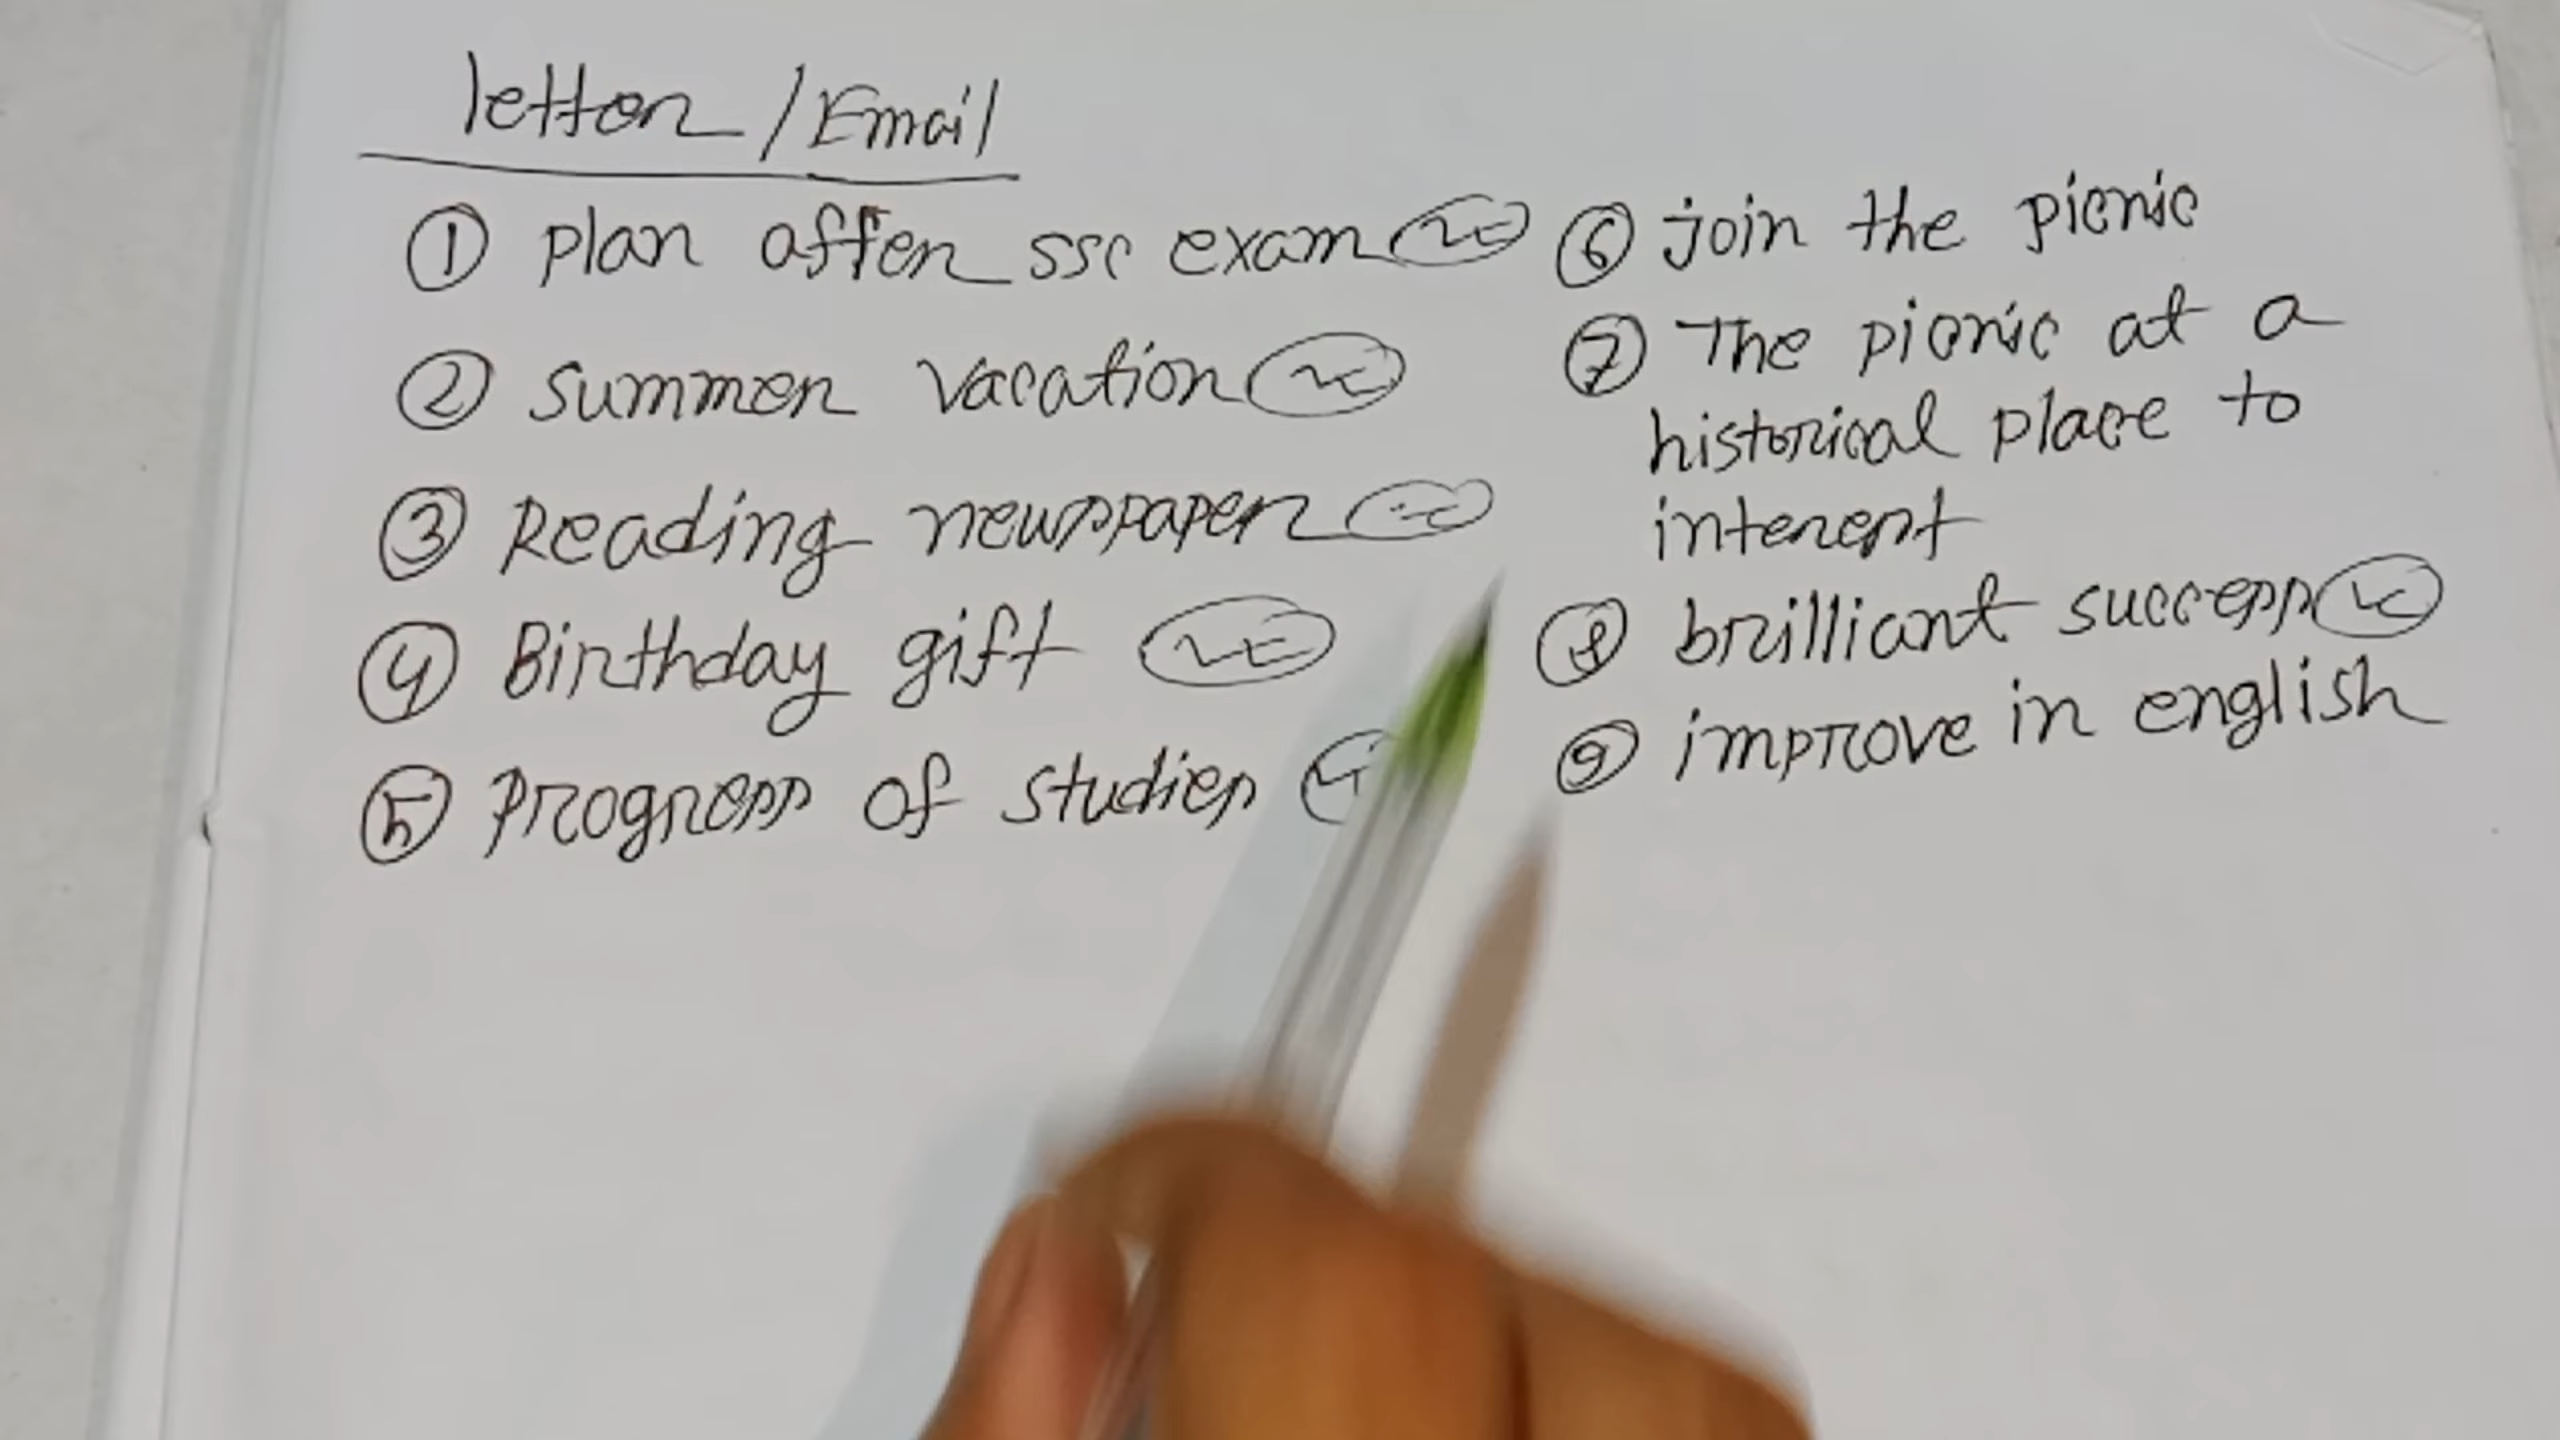 letter / Email
① plan after ssc exam
② summer vacation
③ Reading newspaper
④ Birthday gift
⑤ progress of studies
⑥ join the picnic
⑦ The picnic at a
historical place to
interest
⑧ brilliant success
⑨ improve in english